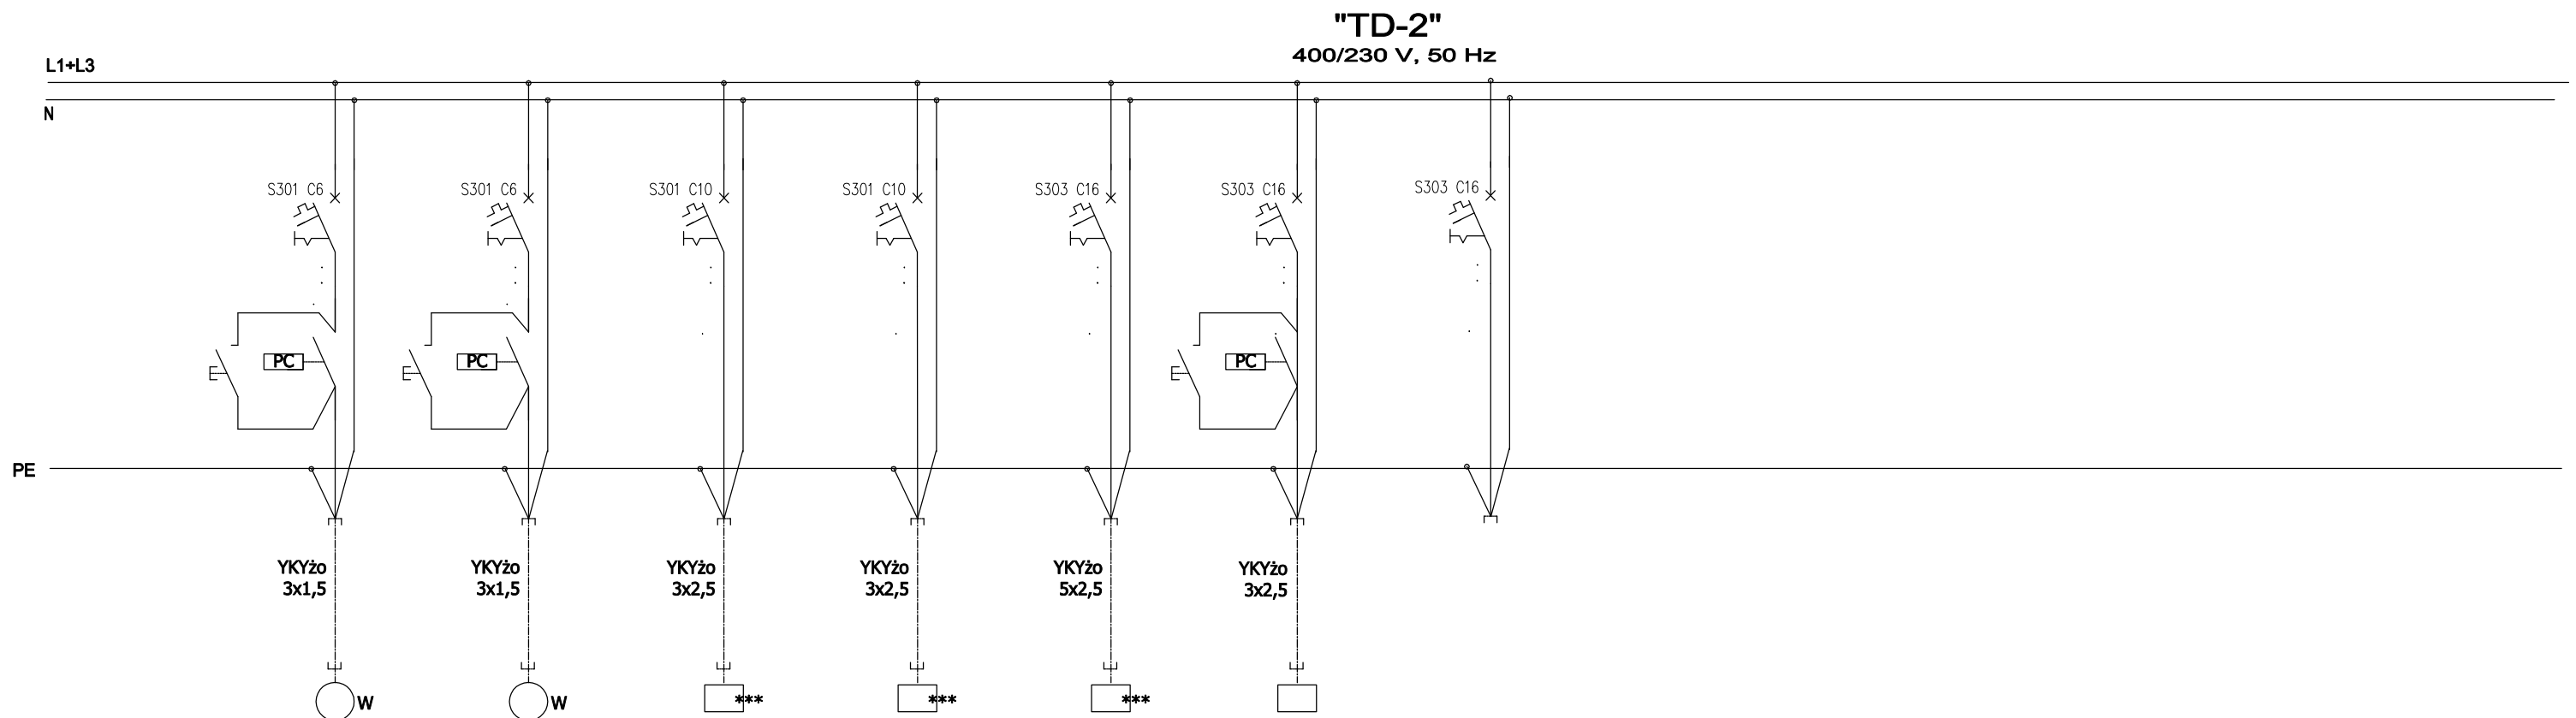 "TD-2"
400/230 V, 50 Hz
L1+L3
N
S301 C6
S301 C6
S301 C10
S301 C10
S303 C16
S303 C16
S303 C16
PC
PC
PC
PE
YKYżo
3x1,5
YKYżo
3x1,5
YKYżo
3x2,5
YKYżo
3x2,5
YKYżo
5x2,5
YKYżo
3x2,5
W
W
***
***
***